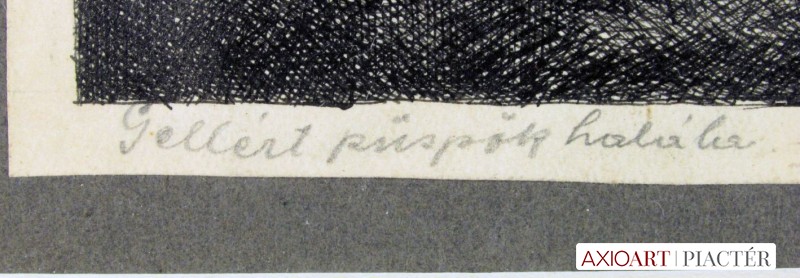 Gellért püspök halála
AXIOART | PIACTÉR